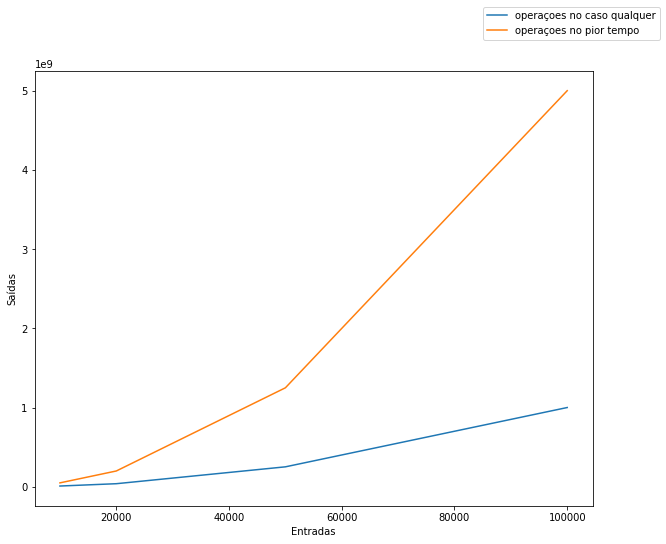 operaçoes no caso qualquer
operaçoes no pior tempo
1e9
5
4
3
2
1
0
Saídas
20000 40000 60000 80000 100000
Entradas